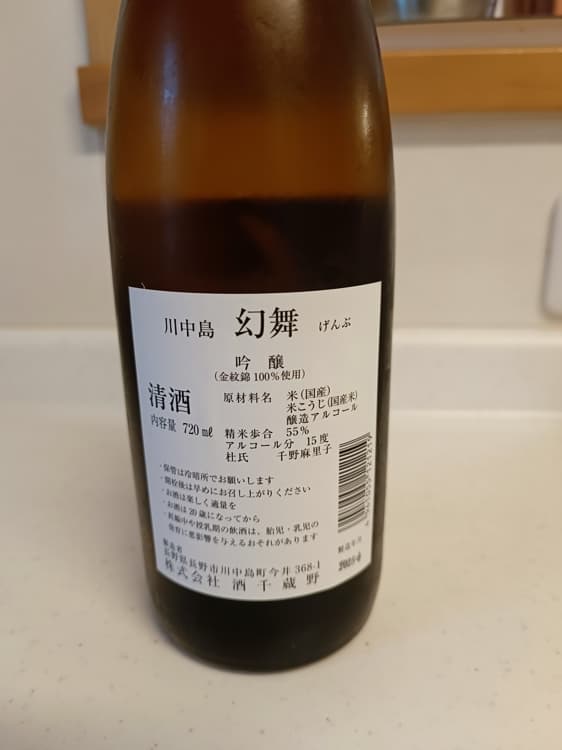 川中島 幻舞 げんぶ
吟醸
(金紋錦100%使用)
清酒
内容量 720㎖
原材料名 米(国産)
米こうじ(国産米)
醸造アルコール
精米歩合 55%
アルコール分 15度
杜氏 千野麻里子
・保管は冷暗所でお願いします
・開栓後は早めにお召し上がりください
・お酒は楽しく適量を
・お酒は20歳になってから
・妊娠中や授乳期の飲酒は、胎児・乳児の
発育に悪影響を与えるおそれがあります
製造者
長野県長野市川中島町今井368-1
株式会社 酒千蔵野
製造年月